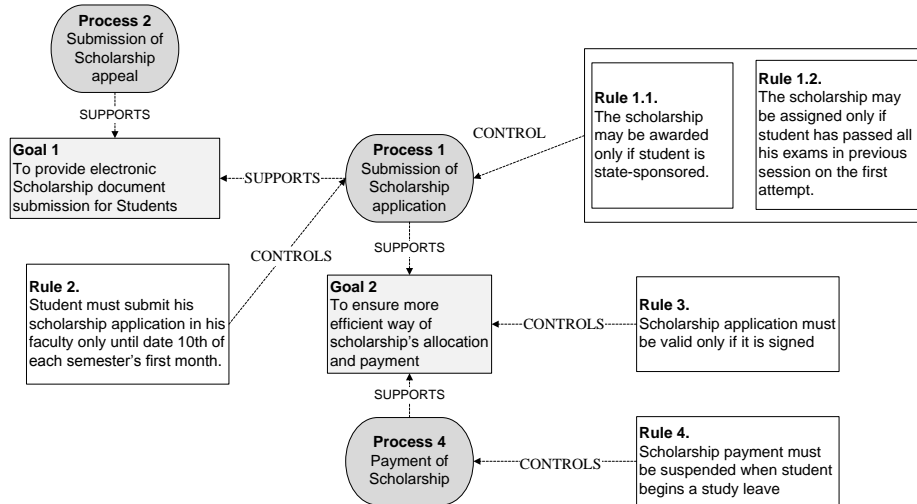 Process 2
Submission of
Scholarship
appeal
SUPPORTS
Goal 1
To provide electronic
Scholarship document
submission for Students
SUPPORTS
Process 1
Submission of
Scholarship
application
CONTROL
Rule 1.1.
The scholarship
may be awarded
only if student is
state-sponsored.
Rule 1.2.
The scholarship may
be assigned only if
student has passed all
his exams in previous
session on the first
attempt.
CONTROLS
SUPPORTS
Rule 2.
Student must submit his
scholarship application in his
faculty only until date 10th of
each semester’s first month.
Goal 2
To ensure more
efficient way of
scholarship’s allocation
and payment
CONTROLS
Rule 3.
Scholarship application must
be valid only if it is signed
SUPPORTS
Process 4
Payment of
Scholarship
CONTROLS
Rule 4.
Scholarship payment must
be suspended when student
begins a study leave